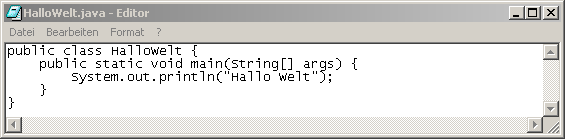 HalloWelt.java - Editor
Datei Bearbeiten Format ?
public class HalloWelt {
    public static void main(String[] args) {
        System.out.println("Hallo Welt");
    }
}